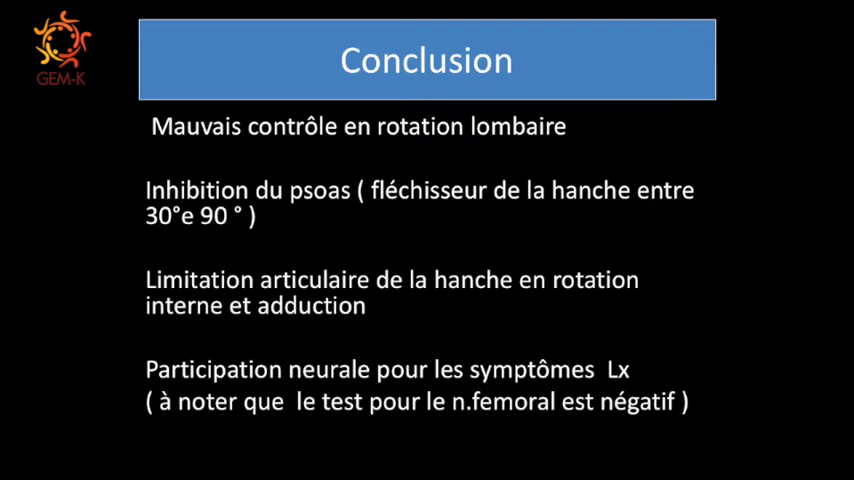 GEM-K
Conclusion
Mauvais contrôle en rotation lombaire
Inhibition du psoas ( fléchisseur de la hanche entre
30°e 90 ° )
Limitation articulaire de la hanche en rotation
interne et adduction
Participation neurale pour les symptômes Lx
( à noter que le test pour le n.femoral est négatif )